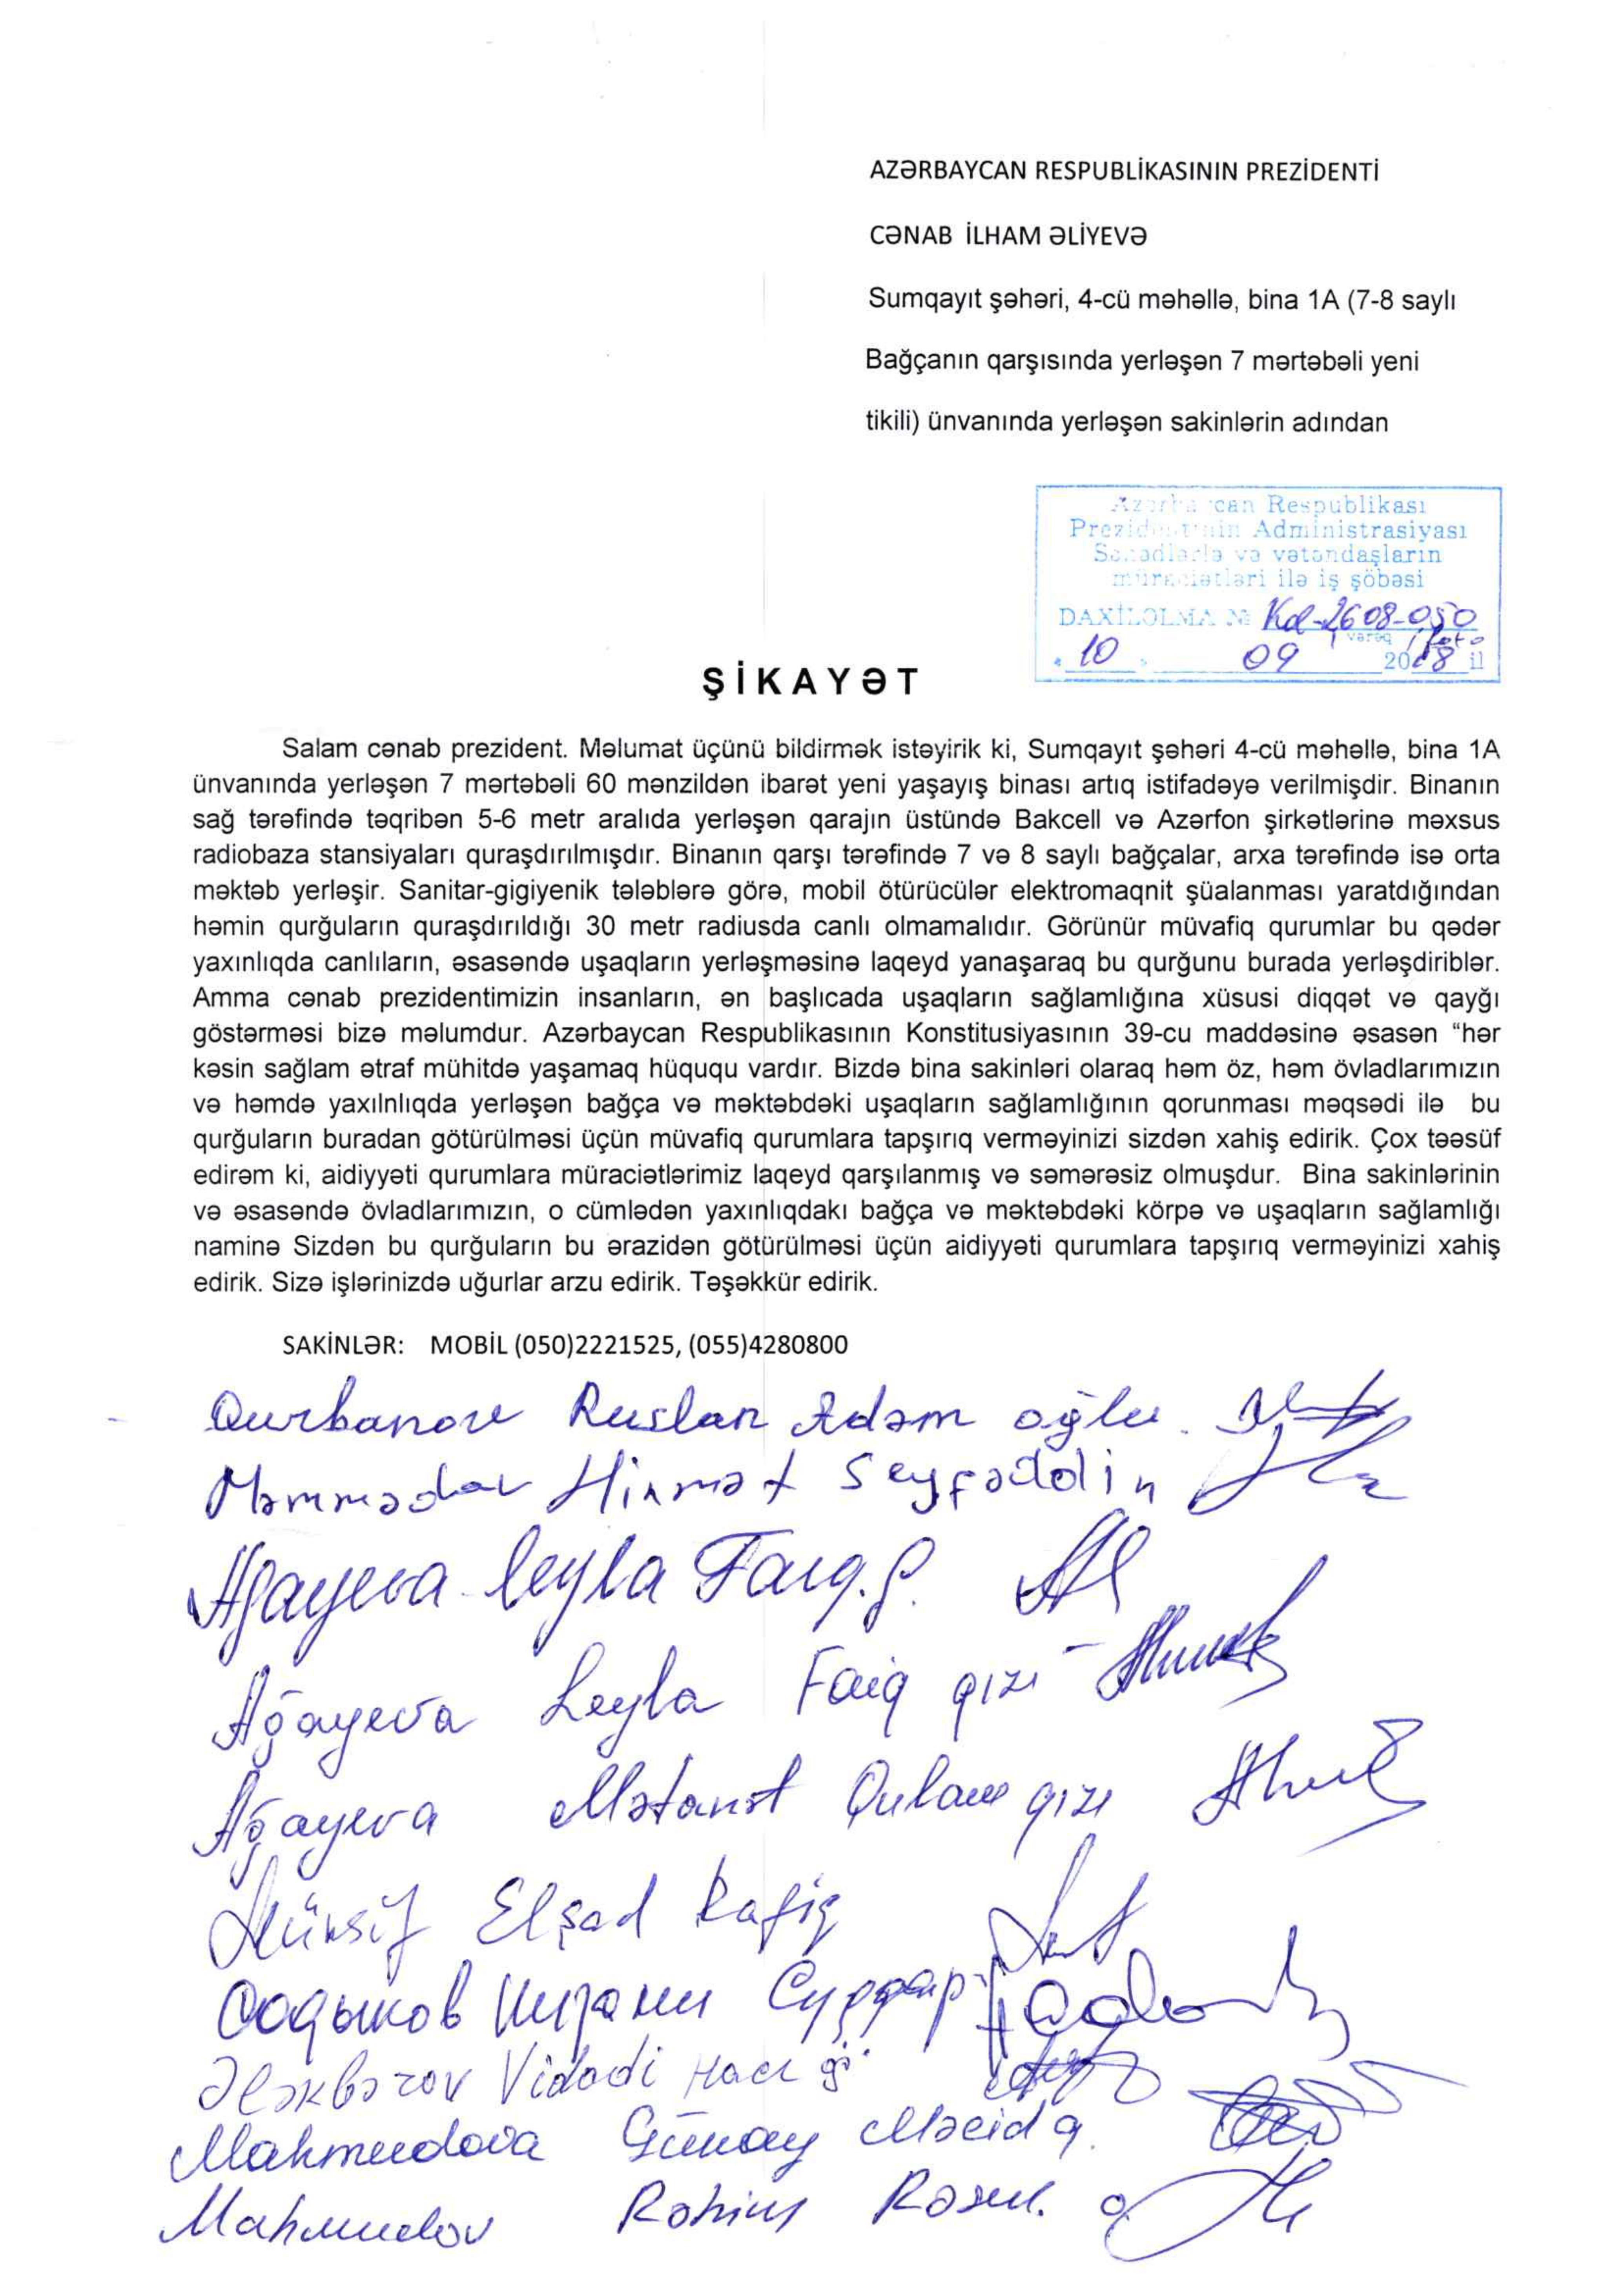 AZƏRBAYCAN RESPUBLİKASININ PREZİDENTİ
CƏNAB İLHAM ƏLİYEVƏ
Sumqayıt şəhəri, 4-cü məhəllə, bina 1A (7-8 saylı
Bağçanın qarşısında yerləşən 7 mərtəbəli yeni
tikili) ünvanında yerləşən sakinlərin adından
Azərbaycan Respublikası
Prezidentinin Administrasiyası
Sənədlərlə və vətəndaşların
müraciətləri ilə iş şöbəsi
DAXİLOLMA № Kol-2608-050
vərəq
" 10 " 09 2018 il
ŞİKAYƏT
Salam cənab prezident. Məlumat üçünü bildirmək istəyirik ki, Sumqayıt şəhəri 4-cü məhəllə, bina 1A
ünvanında yerləşən 7 mərtəbəli 60 mənzildən ibarət yeni yaşayış binası artıq istifadəyə verilmişdir. Binanın
sağ tərəfində təqribən 5-6 metr aralıda yerləşən qarajın üstündə Bakcell və Azərfon şirkətlərinə məxsus
radiobaza stansiyaları quraşdırılmışdır. Binanın qarşı tərəfində 7 və 8 saylı bağçalar, arxa tərəfində isə orta
məktəb yerləşir. Sanitar-gigiyenik tələblərə görə, mobil ötürücülər elektromaqnit şüalanması yaratdığından
həmin qurğuların quraşdırıldığı 30 metr radiusda canlı olmamalıdır. Görünür müvafiq qurumlar bu qədər
yaxınlıqda canlıların, əsasəndə uşaqların yerləşməsinə laqeyd yanaşaraq bu qurğunu burada yerləşdiriblər.
Amma cənab prezidentimizin insanların, ən başlıcada uşaqların sağlamlığına xüsusi diqqət və qayğı
göstərməsi bizə məlumdur. Azərbaycan Respublikasının Konstitusiyasının 39-cu maddəsinə əsasən “hər
kəsin sağlam ətraf mühitdə yaşamaq hüququ vardır. Bizdə bina sakinləri olaraq həm öz, həm övladlarımızın
və həmdə yaxılnlıqda yerləşən bağça və məktəbdəki uşaqların sağlamlığının qorunması məqsədi ilə bu
qurğuların buradan götürülməsi üçün müvafiq qurumlara tapşırıq verməyinizi sizdən xahiş edirik. Çox təəsüf
edirəm ki, aidiyyəti qurumlara müraciətlərimiz laqeyd qarşılanmış və səmərəsiz olmuşdur. Bina sakinlərinin
və əsasəndə övladlarımızın, o cümlədən yaxınlıqdakı bağça və məktəbdəki körpə və uşaqların sağlamlığı
naminə Sizdən bu qurğuların bu ərazidən götürülməsi üçün aidiyyəti qurumlara tapşırıq verməyinizi xahiş
edirik. Sizə işlərinizdə uğurlar arzu edirik. Təşəkkür edirik.
SAKİNLƏR: MOBİL (050)2221525, (055)4280800
Qurbanov Ruslan Adəm oğlu
Məmmədov Hikmət Seyfəddin
Ağayeva Leyla Faiq q.
Ağayeva Leyla Faiq qızı
Ağayeva Mətanət Qulam qızı
Elşad Rafiq
Ələkbərov Vidadi Hacı
Mahmudova Günay Məcid q.
Mahmudov Rəhim Rəsul